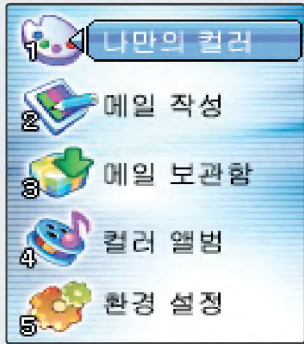 1 나만의 컬러
2 메일 작성
3 메일 보관함
4 컬러 앨범
5 환경 설정